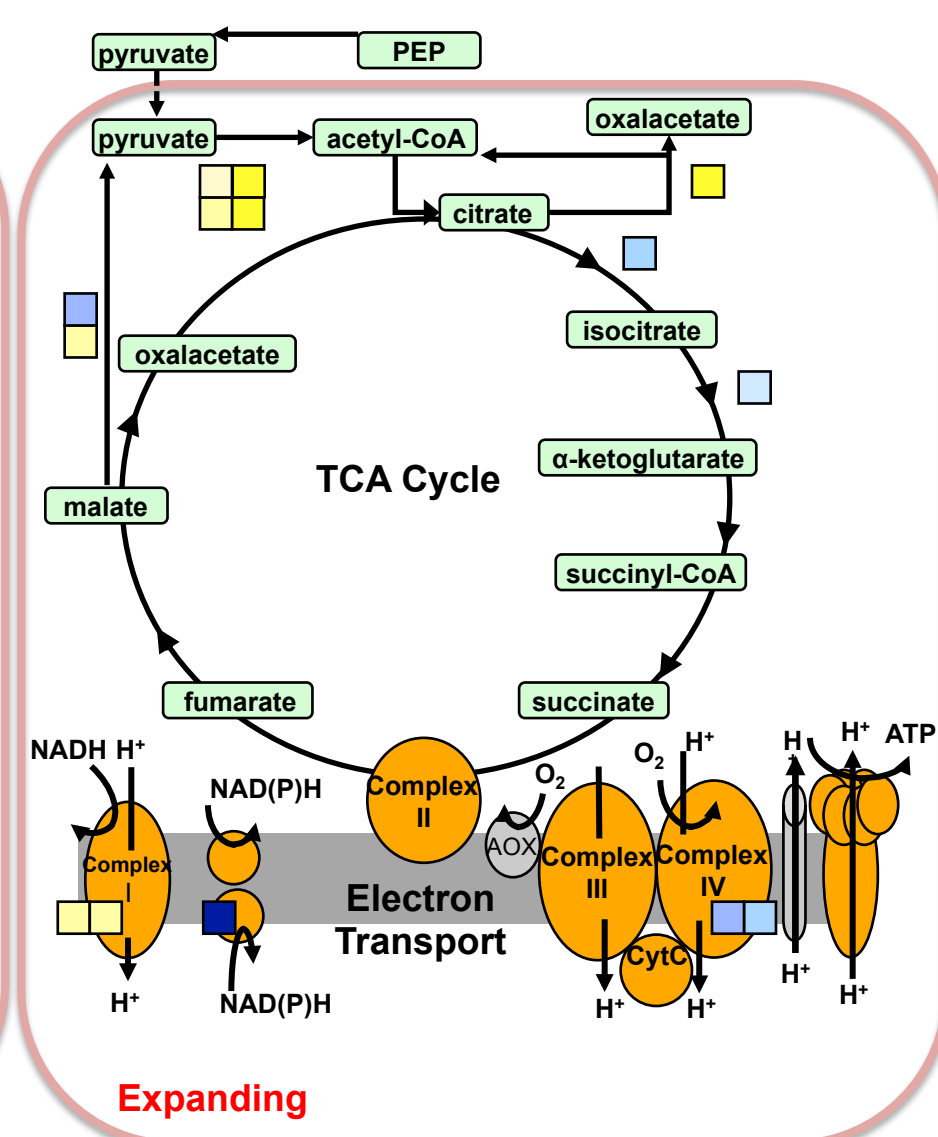 pyruvate
PEP
pyruvate
acetyl-CoA
oxalacetate
citrate
isocitrate
oxalacetate
α-ketoglutarate
TCA Cycle
malate
succinyl-CoA
fumarate
succinate
NADH H⁺
NAD(P)H
Complex
II
O₂
O₂
H⁺
H
H⁺
ATP
AOX
Complex
I
Complex
III
Complex
IV
Electron
Transport
CytC
H⁺
NAD(P)H
H⁺
H⁺
H⁺
H⁺
Expanding